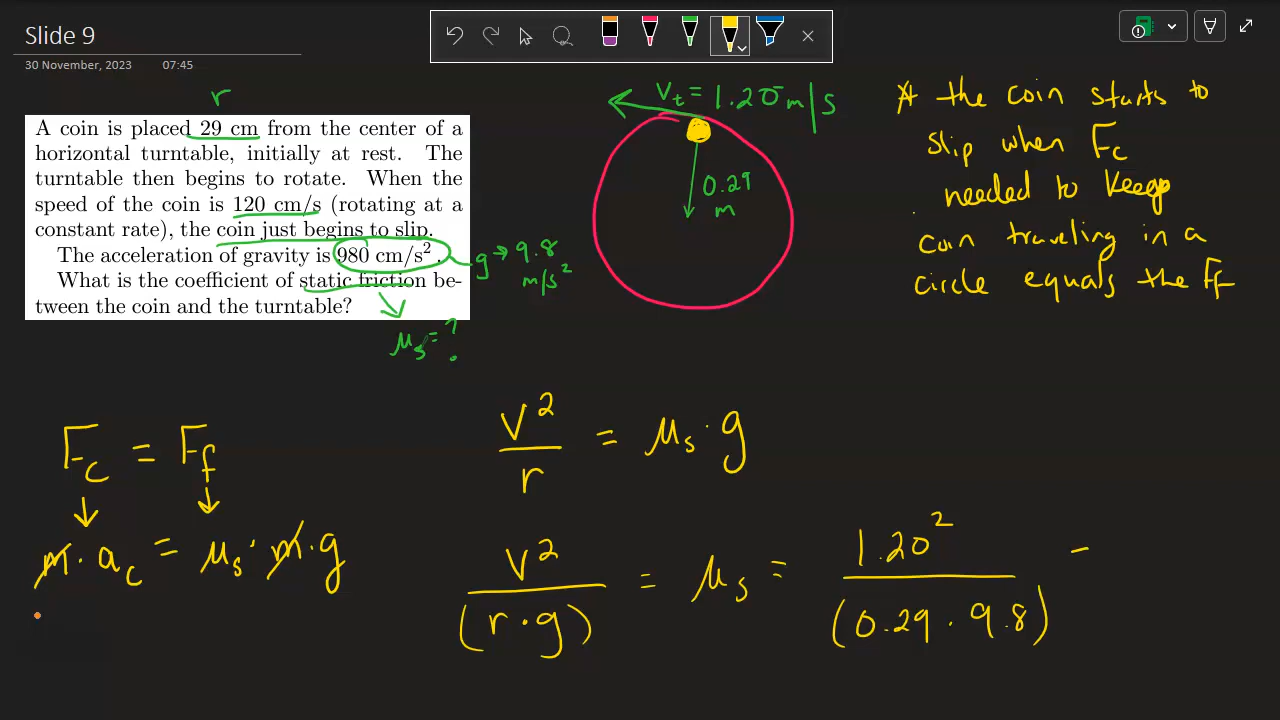 Slide 9
30 November, 2023 07:45
r
A coin is placed 29 cm from the center of a
horizontal turntable, initially at rest. The
turntable then begins to rotate. When the
speed of the coin is 120 cm/s (rotating at a
constant rate), the coin just begins to slip.
The acceleration of gravity is 980 cm/s².
What is the coefficient of static friction be-
tween the coin and the turntable?
g → 9.8
m/s²
μs = ?
Vt = 1.20 m/s
0.29
m
* the coin starts to
slip when Fc
needed to keep
coin traveling in a
circle equals the Ff
Fc = Ff
m · ac = μs · m · g
V²/r = μs · g
V²/(r · g) = μs = 1.20²/(0.29 · 9.8) =